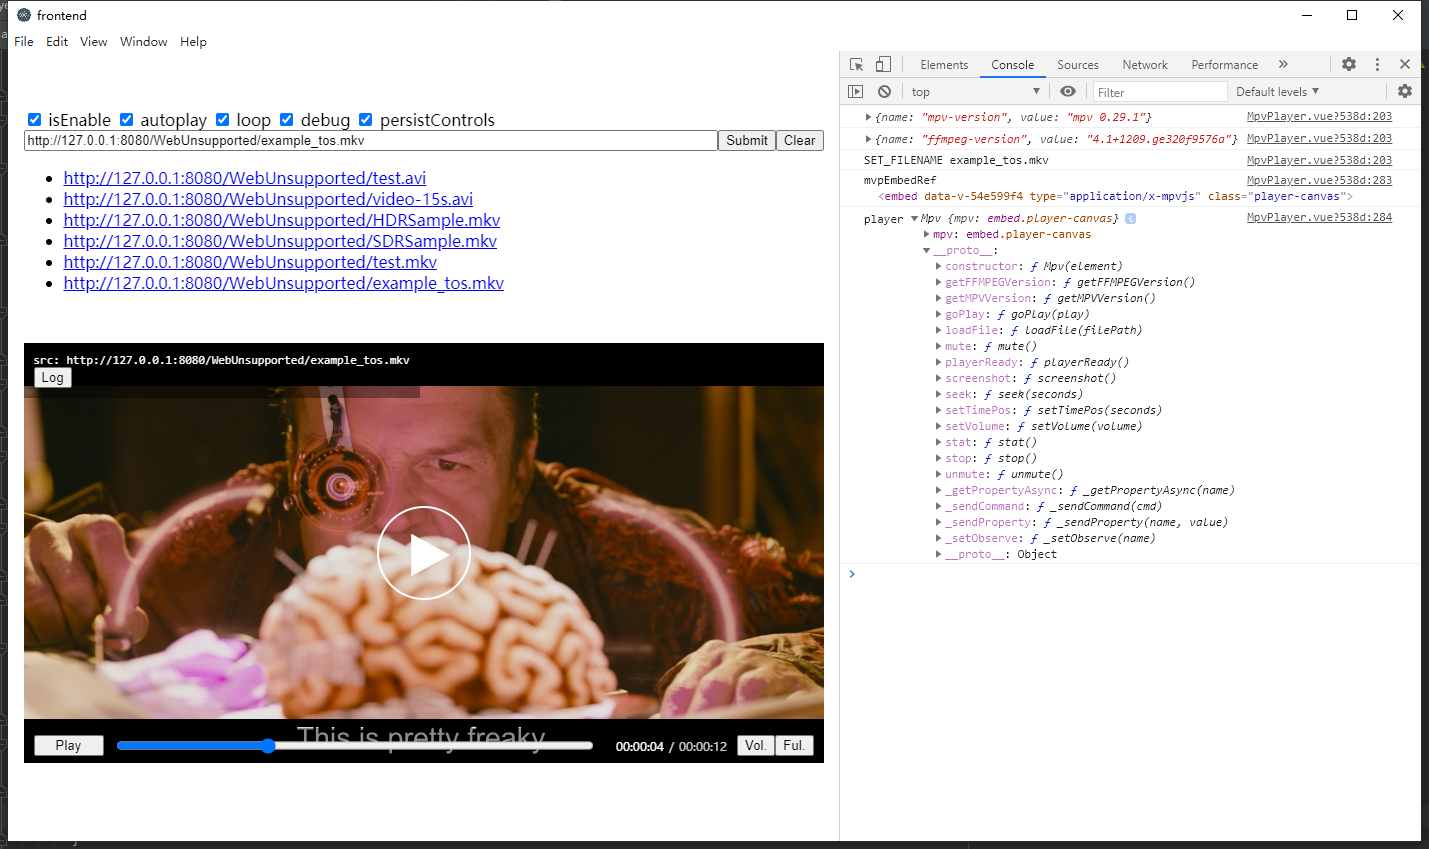 frontend
File Edit View Window Help
isEnable autoplay loop debug persistControls
http://127.0.0.1:8080/WebUnsupported/example_tos.mkv Submit Clear
http://127.0.0.1:8080/WebUnsupported/test.avi
http://127.0.0.1:8080/WebUnsupported/video-15s.avi
http://127.0.0.1:8080/WebUnsupported/HDRSample.mkv
http://127.0.0.1:8080/WebUnsupported/SDRSample.mkv
http://127.0.0.1:8080/WebUnsupported/test.mkv
http://127.0.0.1:8080/WebUnsupported/example_tos.mkv
src: http://127.0.0.1:8080/WebUnsupported/example_tos.mkv
Log
This is pretty freaky
Play 00:00:04 / 00:00:12 Vol. Ful.
Elements Console Sources Network Performance »
top Filter Default levels
{name: "mpv-version", value: "mpv 0.29.1"} MpvPlayer.vue?538d:203
{name: "ffmpeg-version", value: "4.1+1209.ge320f9576a"} MpvPlayer.vue?538d:203
SET_FILENAME example_tos.mkv MpvPlayer.vue?538d:203
mvpEmbedRef MpvPlayer.vue?538d:283
<embed data-v-54e599f4 type="application/x-mpvjs" class="player-canvas">
player Mpv {mpv: embed.player-canvas} i MpvPlayer.vue?538d:284
mpv: embed.player-canvas
__proto__:
constructor: ƒ Mpv(element)
getFFMPEGVersion: ƒ getFFMPEGVersion()
getMPVVersion: ƒ getMPVVersion()
goPlay: ƒ goPlay(play)
loadFile: ƒ loadFile(filePath)
mute: ƒ mute()
playerReady: ƒ playerReady()
screenshot: ƒ screenshot()
seek: ƒ seek(seconds)
setTimePos: ƒ setTimePos(seconds)
setVolume: ƒ setVolume(volume)
stat: ƒ stat()
stop: ƒ stop()
unmute: ƒ unmute()
_getPropertyAsync: ƒ _getPropertyAsync(name)
_sendCommand: ƒ _sendCommand(cmd)
_sendProperty: ƒ _sendProperty(name, value)
_setObserve: ƒ _setObserve(name)
__proto__: Object